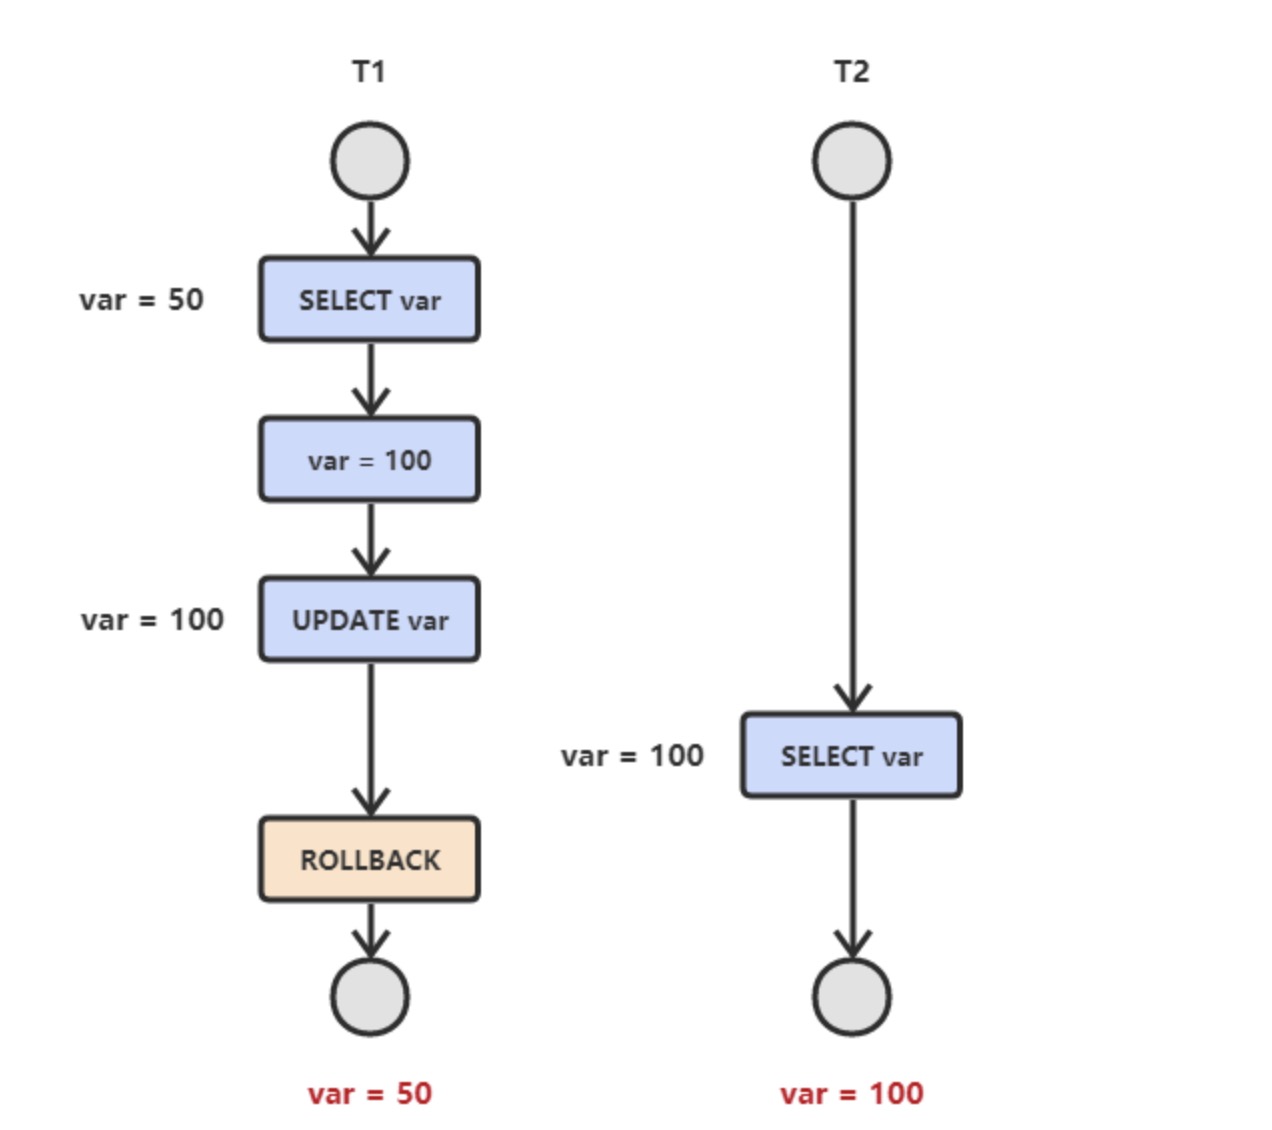 T1
T2
var = 50
SELECT var
var = 100
var = 100
UPDATE var
var = 100
SELECT var
ROLLBACK
var = 50
var = 100